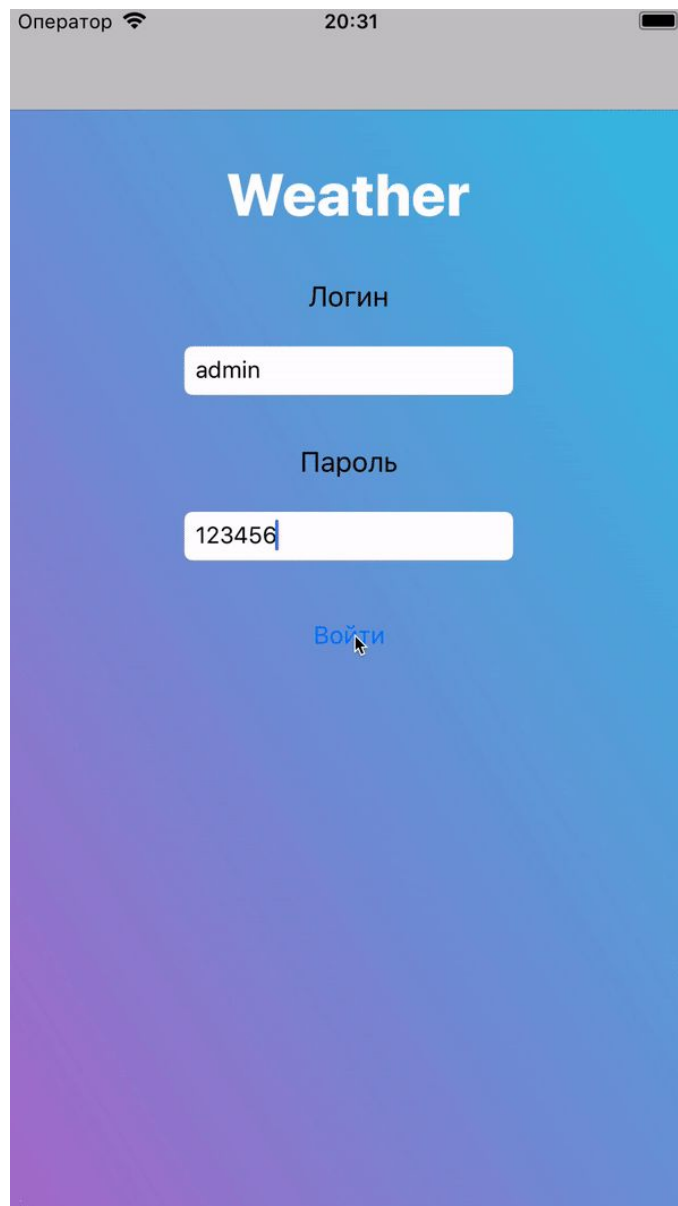 Оператор 20:31
Weather
Логин
admin
Пароль
123456
Войти